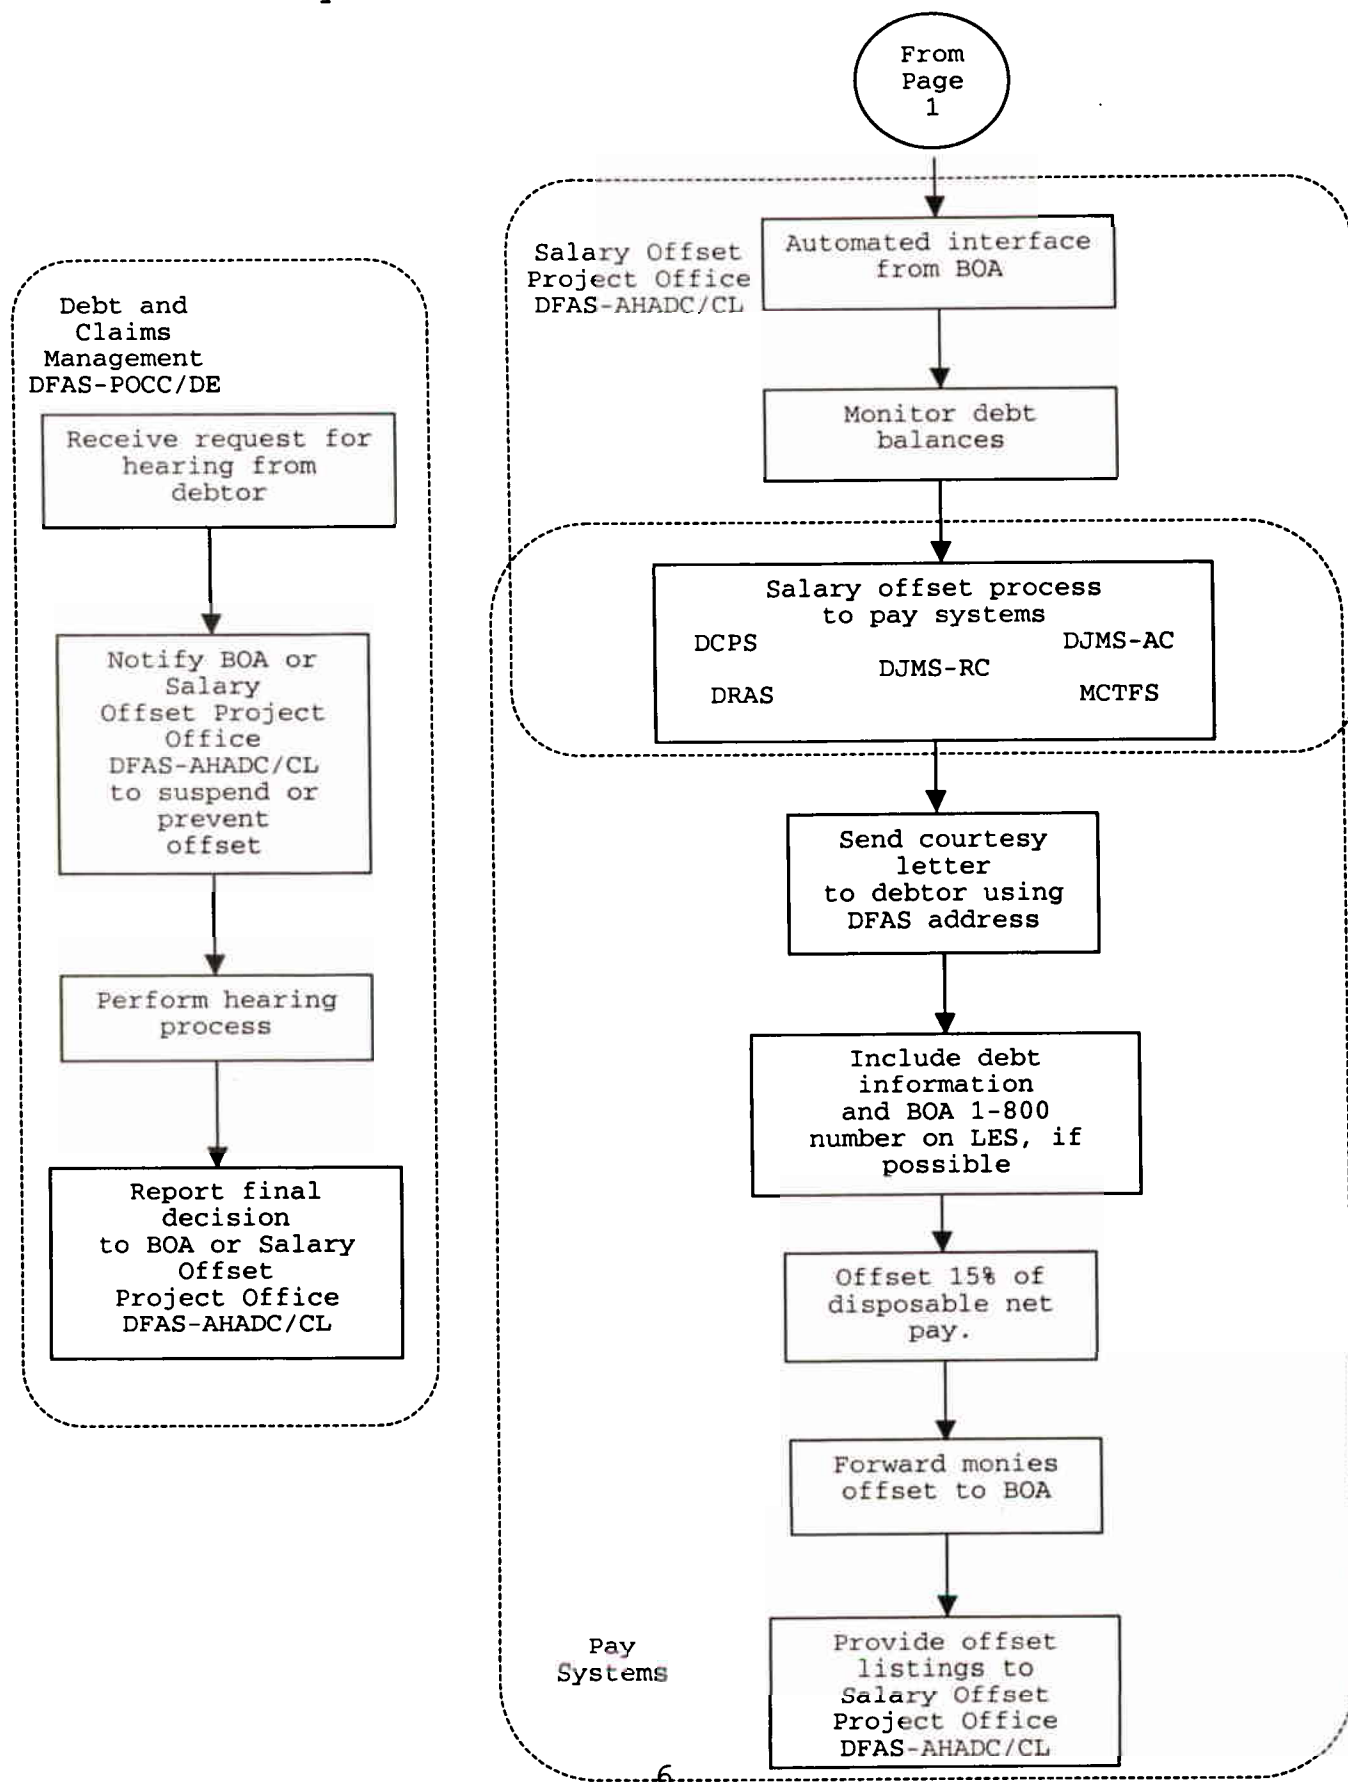 From
Page
1
Salary Offset
Project Office
DFAS-AHADC/CL
Automated interface
from BOA
Monitor debt
balances
Salary offset process
to pay systems
DCPS
DJMS-AC
DJMS-RC
DRAS
MCTFS
Send courtesy
letter
to debtor using
DFAS address
Include debt
information
and BOA 1-800
number on LES, if
possible
Offset 15% of
disposable net
pay.
Forward monies
offset to BOA
Pay
Systems
Provide offset
listings to
Salary Offset
Project Office
DFAS-AHADC/CL
Debt and
Claims
Management
DFAS-POCC/DE
Receive request for
hearing from
debtor
Notify BOA or
Salary
Offset Project
Office
DFAS-AHADC/CL
to suspend or
prevent
offset
Perform hearing
process
Report final
decision
to BOA or Salary
Offset
Project Office
DFAS-AHADC/CL
6